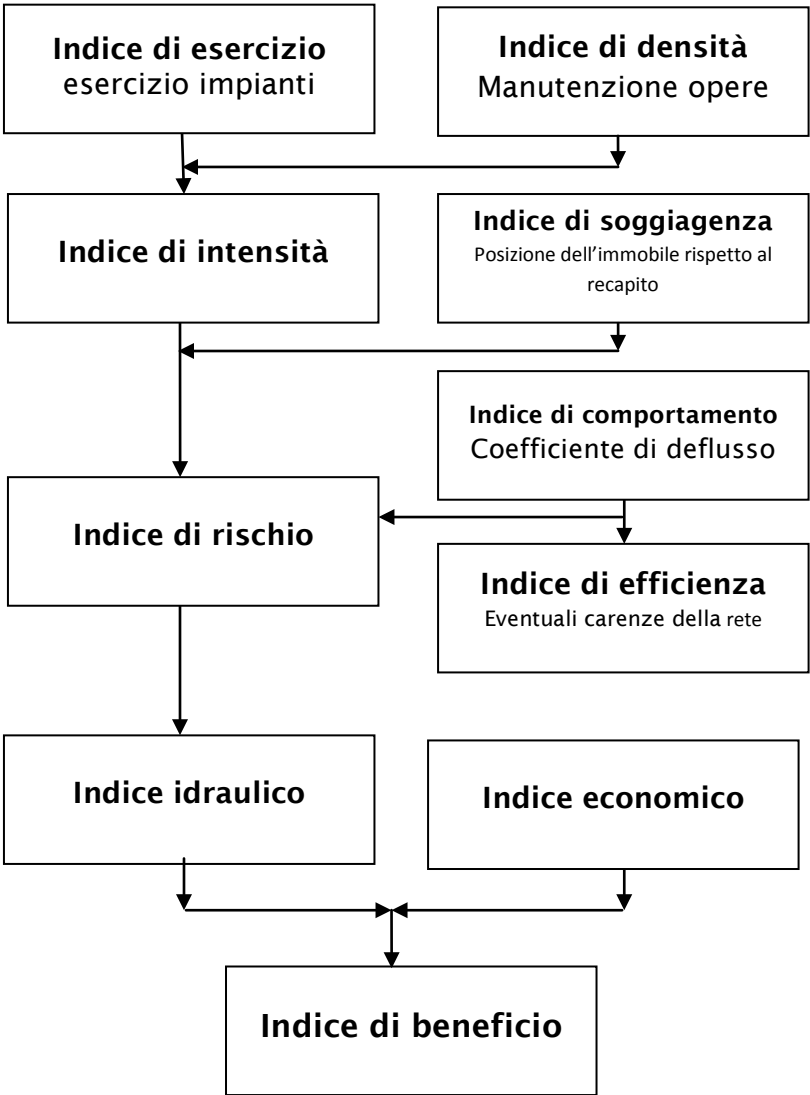 Indice di esercizio
esercizio impianti
Indice di densità
Manutenzione opere
Indice di intensità
Indice di soggiagenza
Posizione dell’immobile rispetto al
recapito
Indice di comportamento
Coefficiente di deflusso
Indice di rischio
Indice di efficienza
Eventuali carenze della rete
Indice idraulico
Indice economico
Indice di beneficio